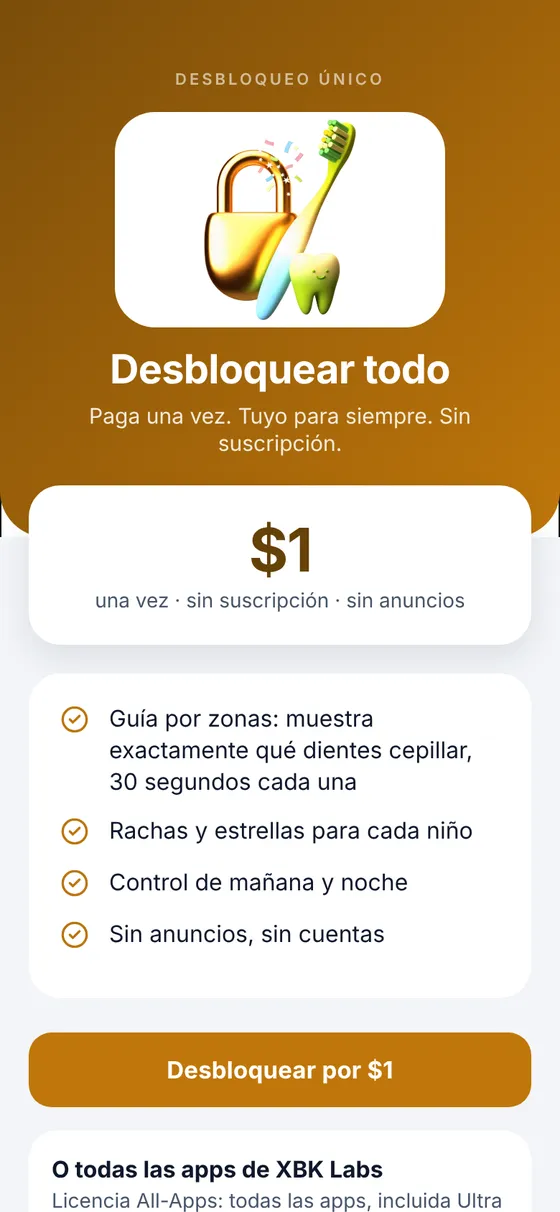 DESBLOQUEO ÚNICO
Desbloquear todo
Paga una vez. Tuyo para siempre. Sin
suscripción.
$1
una vez · sin suscripción · sin anuncios
Guía por zonas: muestra
exactamente qué dientes cepillar,
30 segundos cada una
Rachas y estrellas para cada niño
Control de mañana y noche
Sin anuncios, sin cuentas
Desbloquear por $1
O todas las apps de XBK Labs
Licencia All-Apps: todas las apps, incluida Ultra